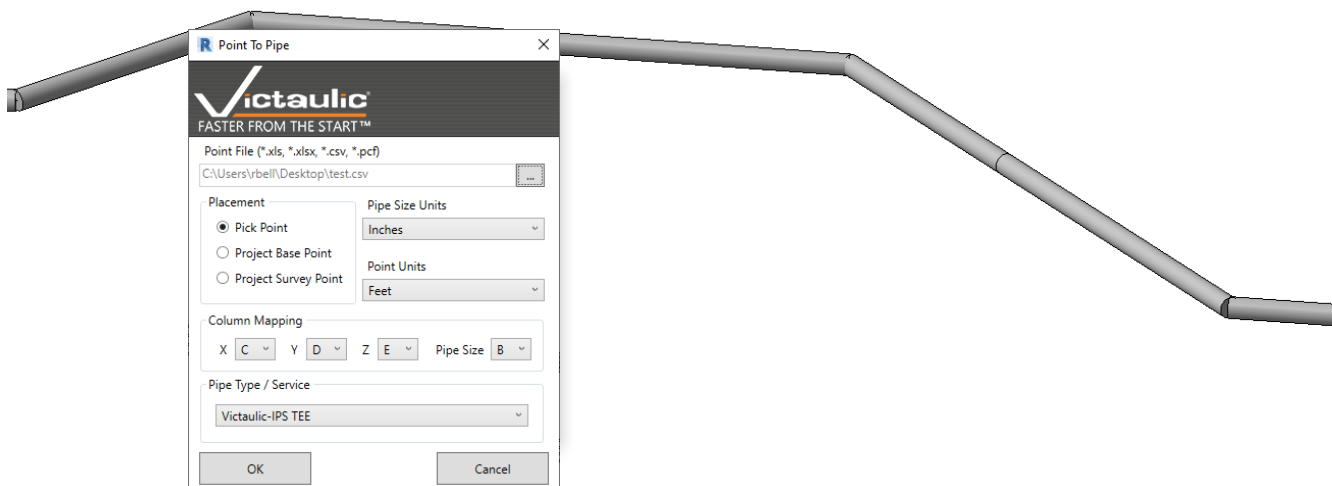 R Point To Pipe
Victaulic®
FASTER FROM THE START™
Point File (*.xls, *.xlsx, *.csv, *.pcf)
C:\Users\rbell\Desktop\test.csv ...
Placement
Pick Point
Project Base Point
Project Survey Point
Pipe Size Units
Inches
Point Units
Feet
Column Mapping
X C Y D Z E Pipe Size B
Pipe Type / Service
Victaulic-IPS TEE
OK Cancel